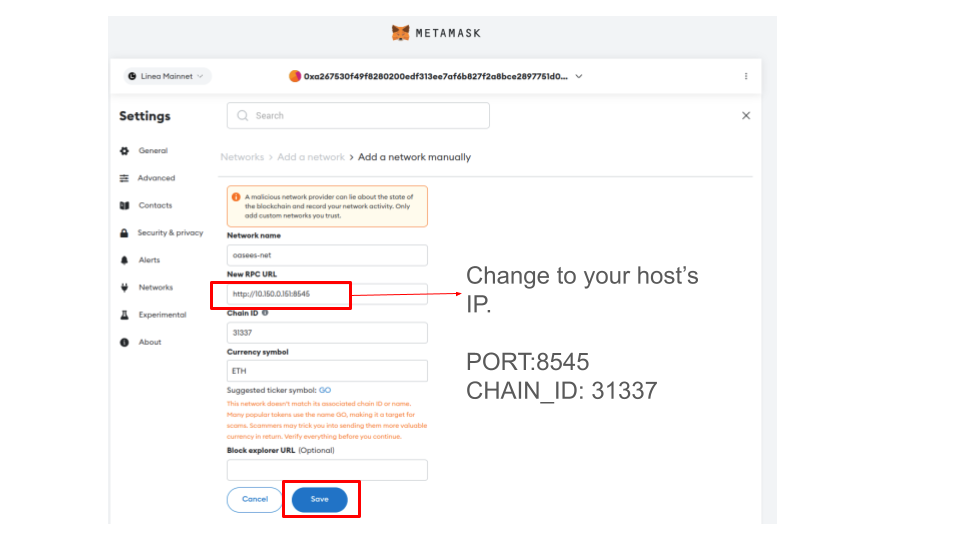 METAMASK
Linea Mainnet
0xa267530f49f8280200edf313ee7af6b827f2a8bce2897751d0...
Settings
Search
General
Advanced
Contacts
Security & privacy
Alerts
Networks
Experimental
About
Networks > Add a network > Add a network manually
A malicious network provider can lie about the state of
the blockchain and record your network activity. Only
add custom networks you trust.
Network name
oasees-net
New RPC URL
http://10.150.0.151:8545
Chain ID
31337
Currency symbol
ETH
Suggested ticker symbol: GO
This network doesn't match its associated chain ID or name.
Many popular tokens use the name GO, making it a target for
scams. Scammers may trick you into sending them more valuable
currency in return. Verify everything before you continue.
Block explorer URL (Optional)
Cancel
Save
Change to your host's
IP.
PORT:8545
CHAIN_ID: 31337